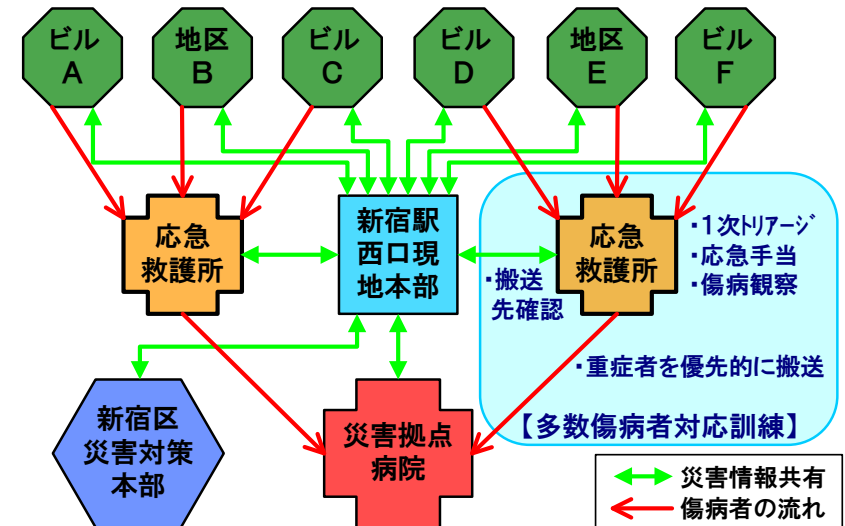 ビル
A
地区
B
ビル
C
ビル
D
地区
E
ビル
F
応急
救護所
新宿駅
西口現
地本部
応急
救護所
・1次トリアージ
・応急手当
・傷病観察
・搬送
先確認
・重症者を優先的に搬送
【多数傷病者対応訓練】
新宿区
災害対策
本部
災害拠点
病院
災害情報共有
傷病者の流れ